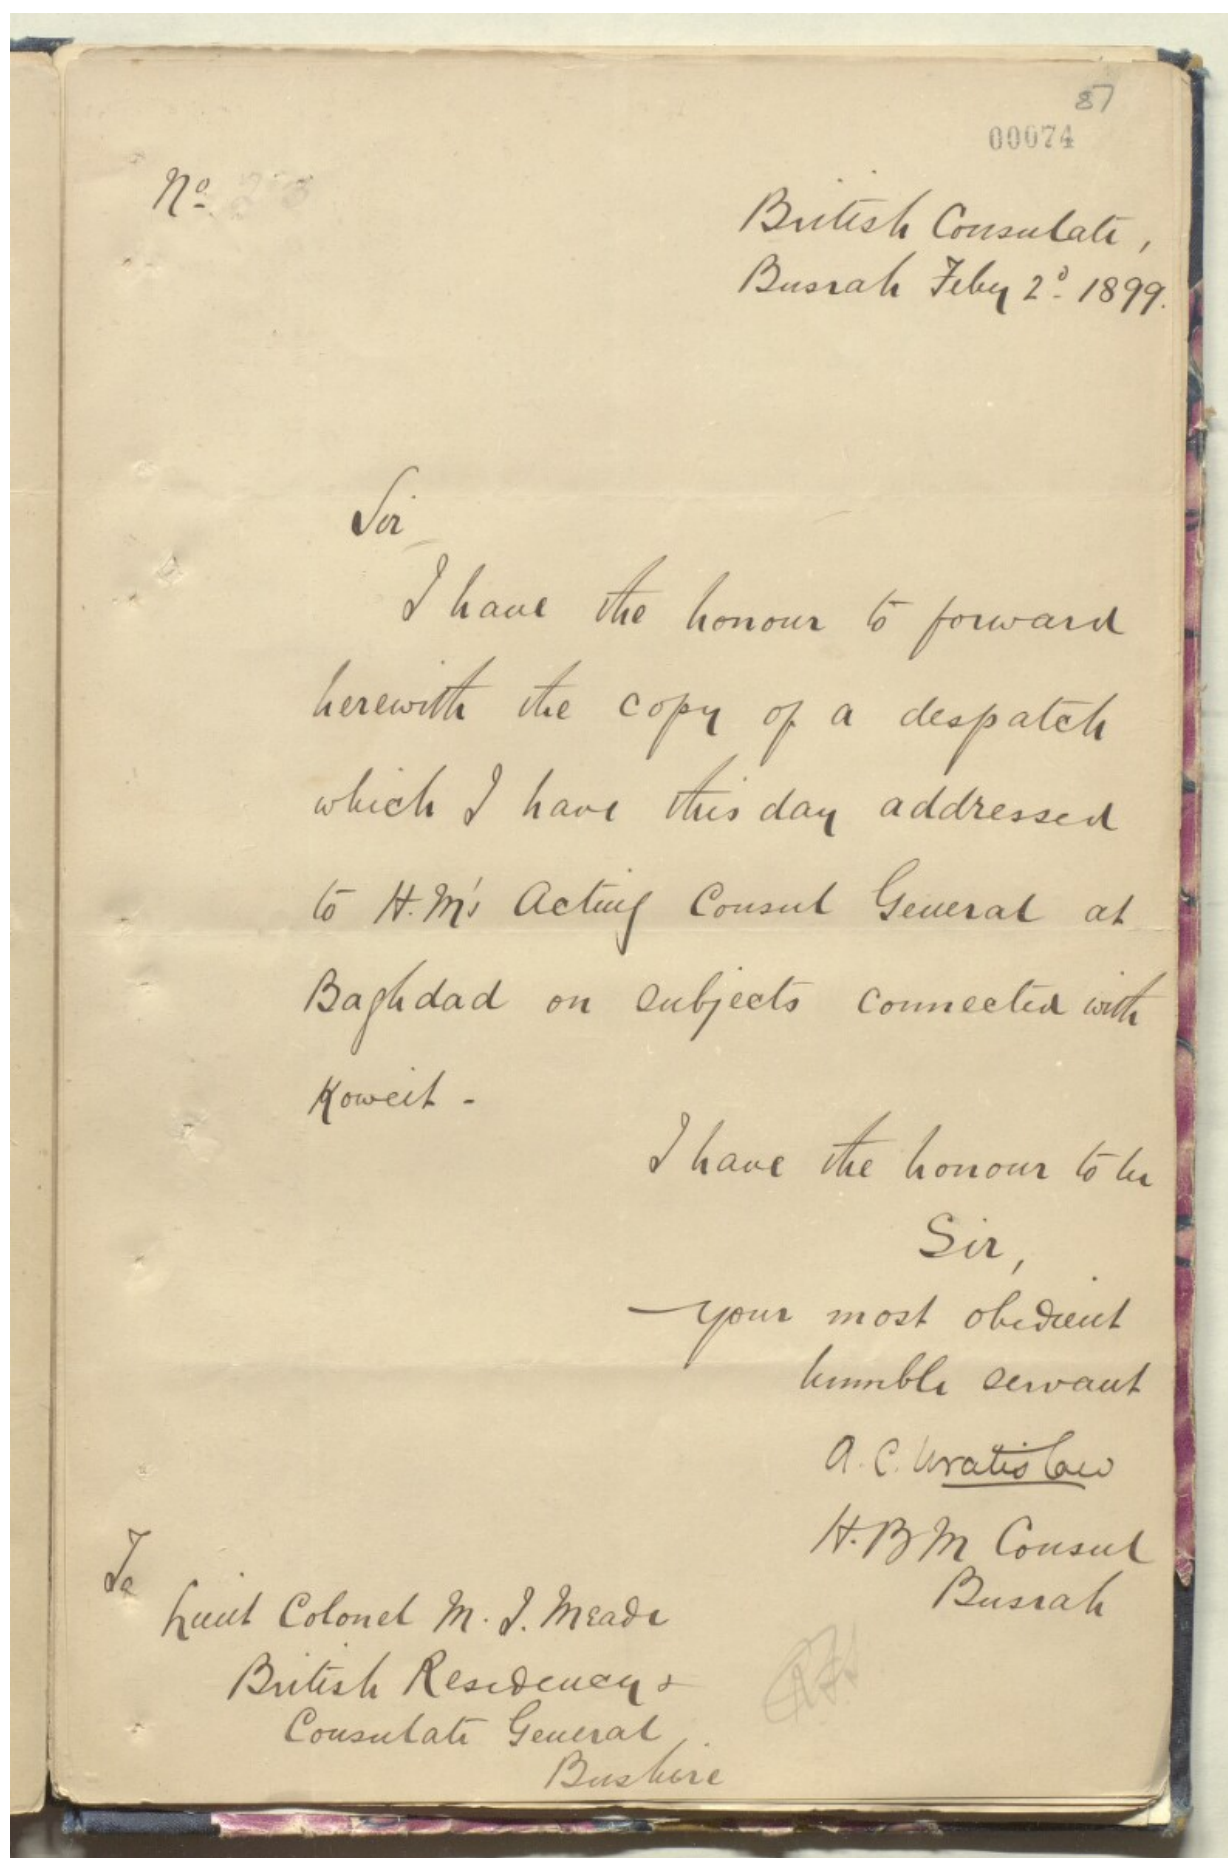 87
00074
Nº
British Consulate,
Busrah Feby 2d 1899.
Sir
I have the honour to forward
herewith the copy of a despatch
which I have this day addressed
to H.M's Acting Consul General at
Baghdad on subjects connected with
Koweit -
I have the honour to be
Sir,
your most obedient
humble servant
A. C. Wratislaw
H.B M Consul
Busrah
To
Lieut Colonel M. J. Meade
British Residency &
Consulate General
Bushire